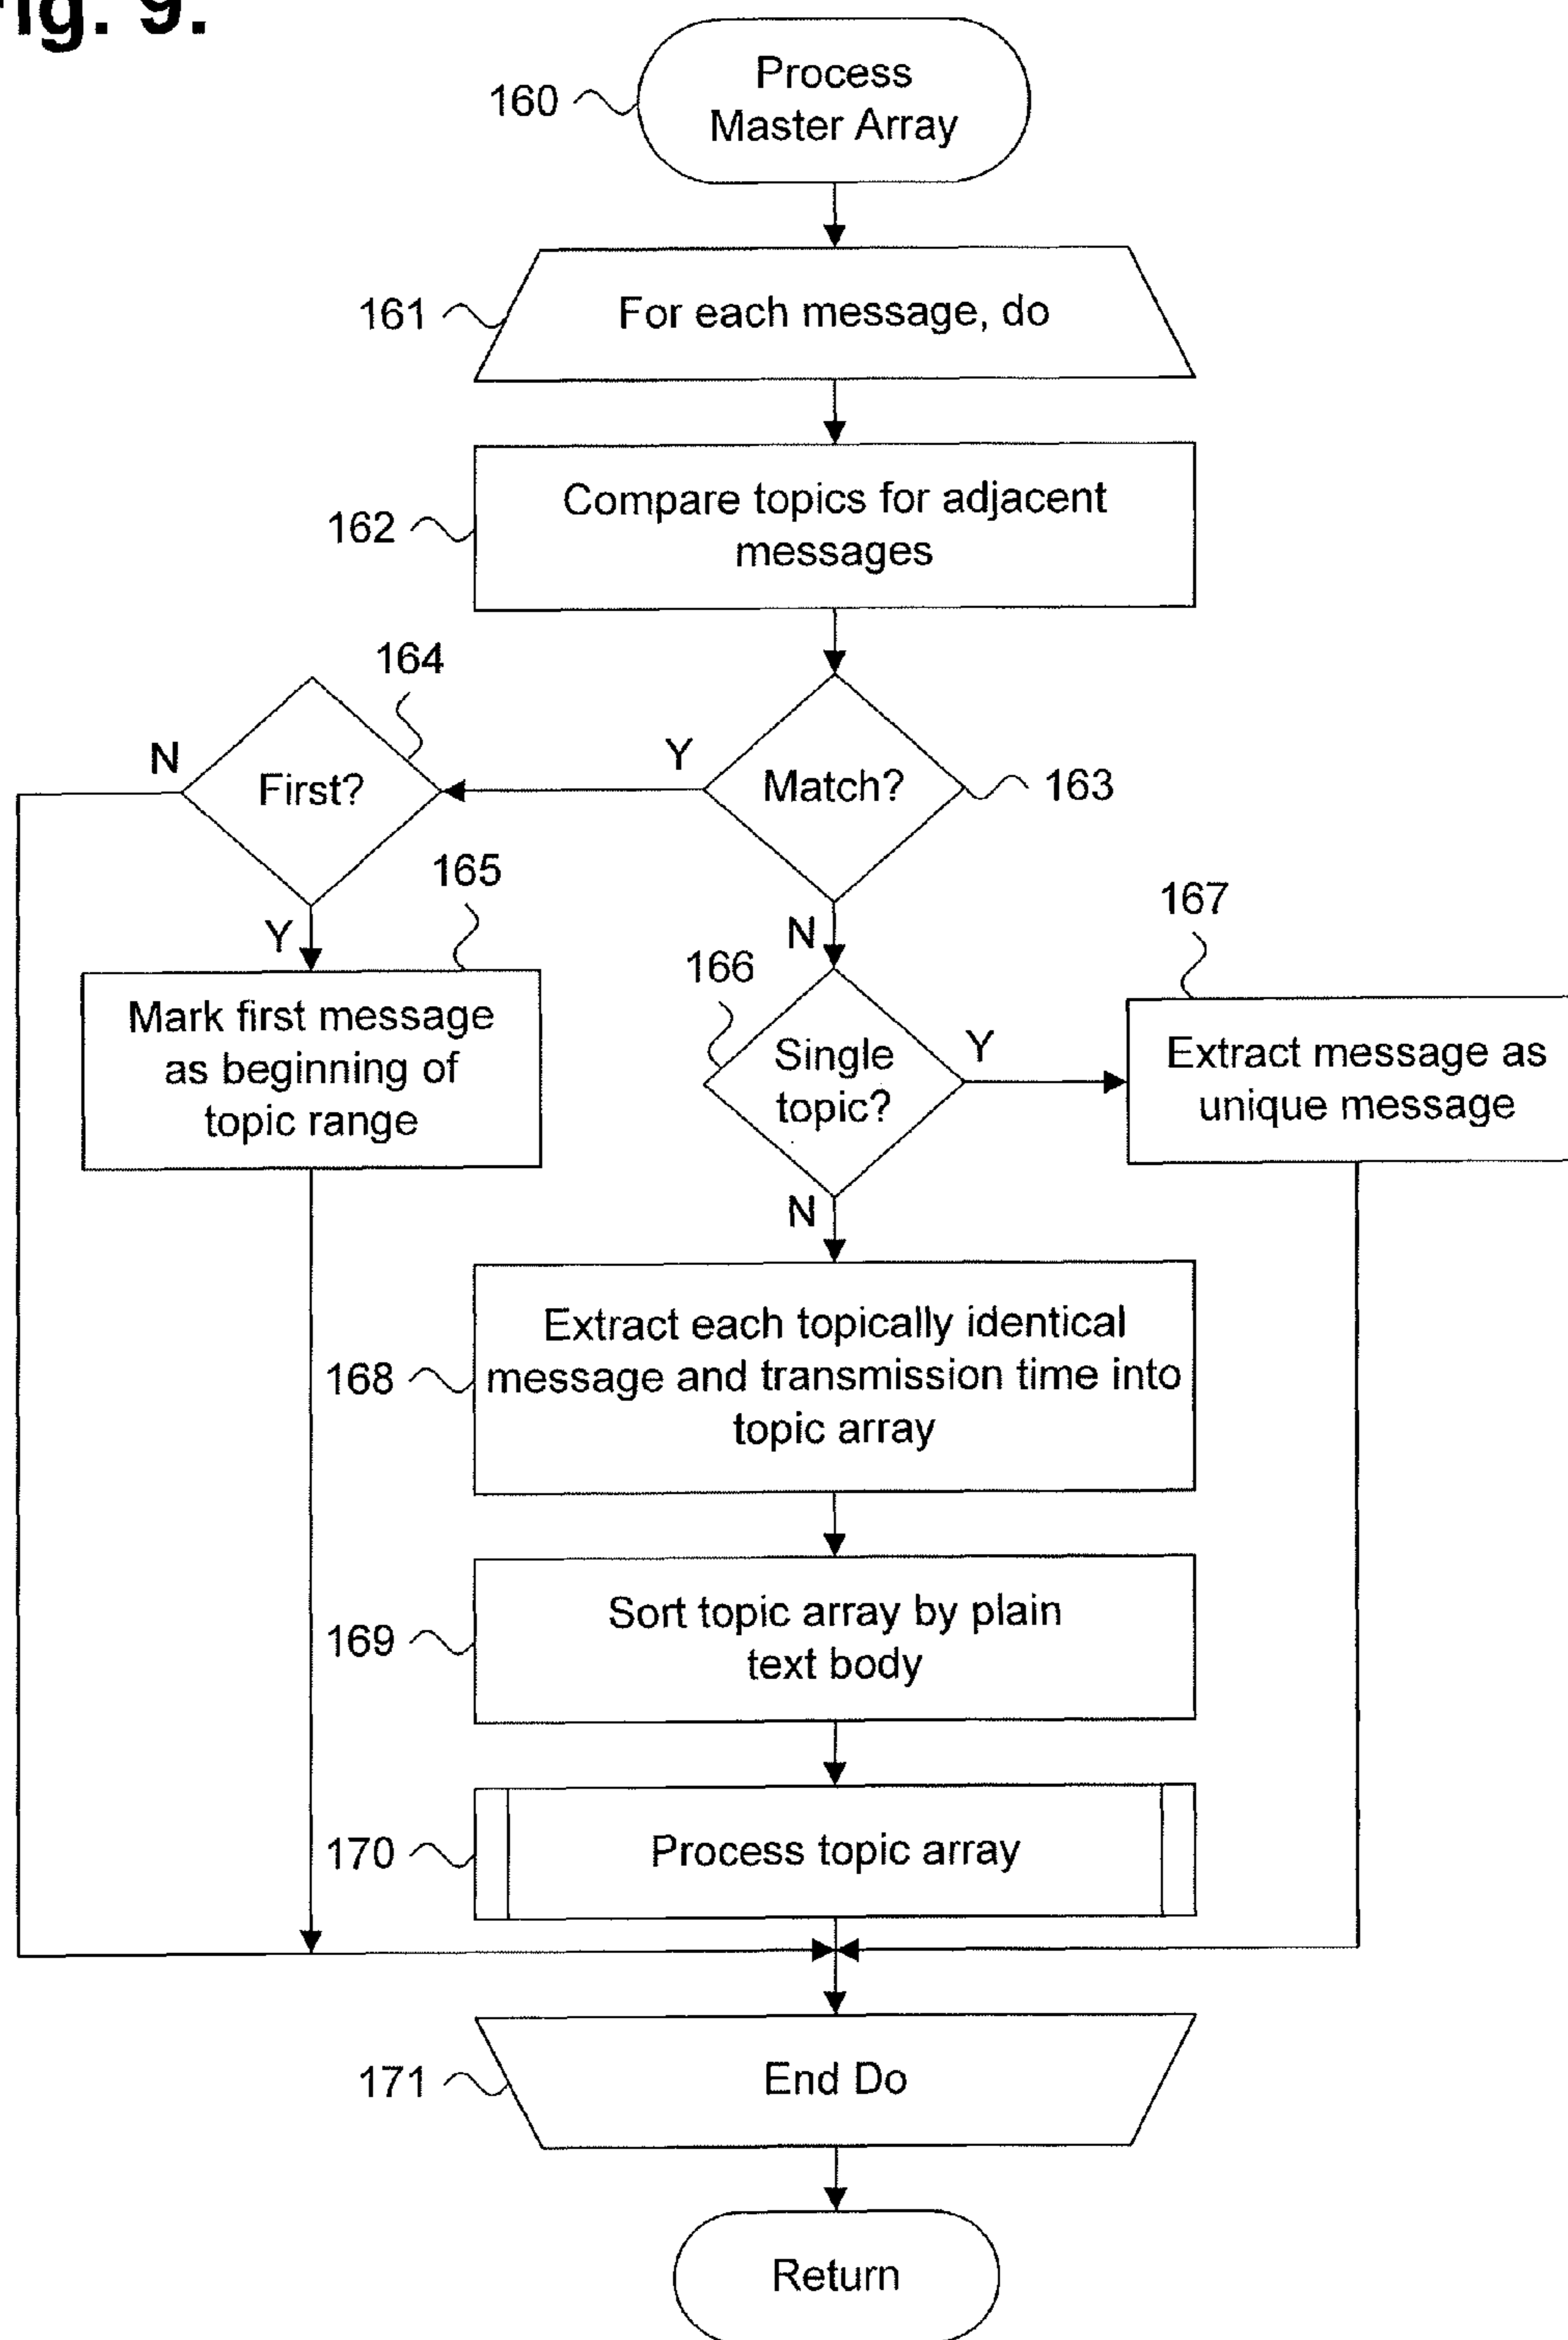 Fig. 9.
Process
Master Array
160
For each message, do
161
Compare topics for adjacent
messages
162
164
N
First?
Y
Match?
163
165
Y
N
167
166
Mark first message
as beginning of
topic range
Single
topic?
Y
Extract message as
unique message
N
Extract each topically identical
message and transmission time into
topic array
168
Sort topic array by plain
text body
169
Process topic array
170
End Do
171
Return